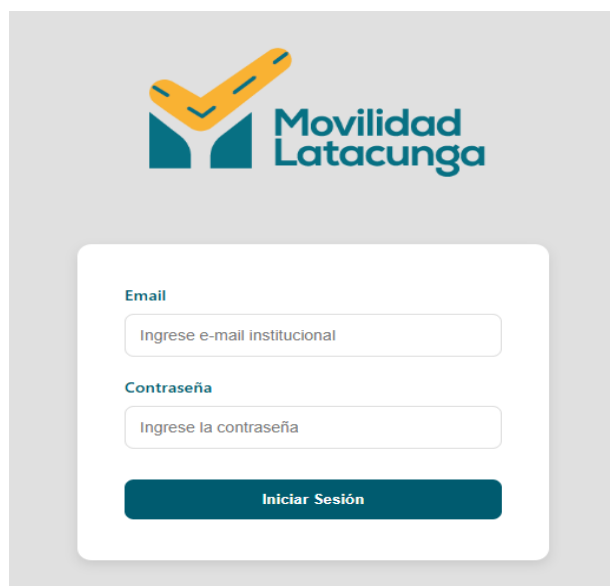 Movilidad
Latacunga
Email
Ingrese e-mail institucional
Contraseña
Ingrese la contraseña
Iniciar Sesión